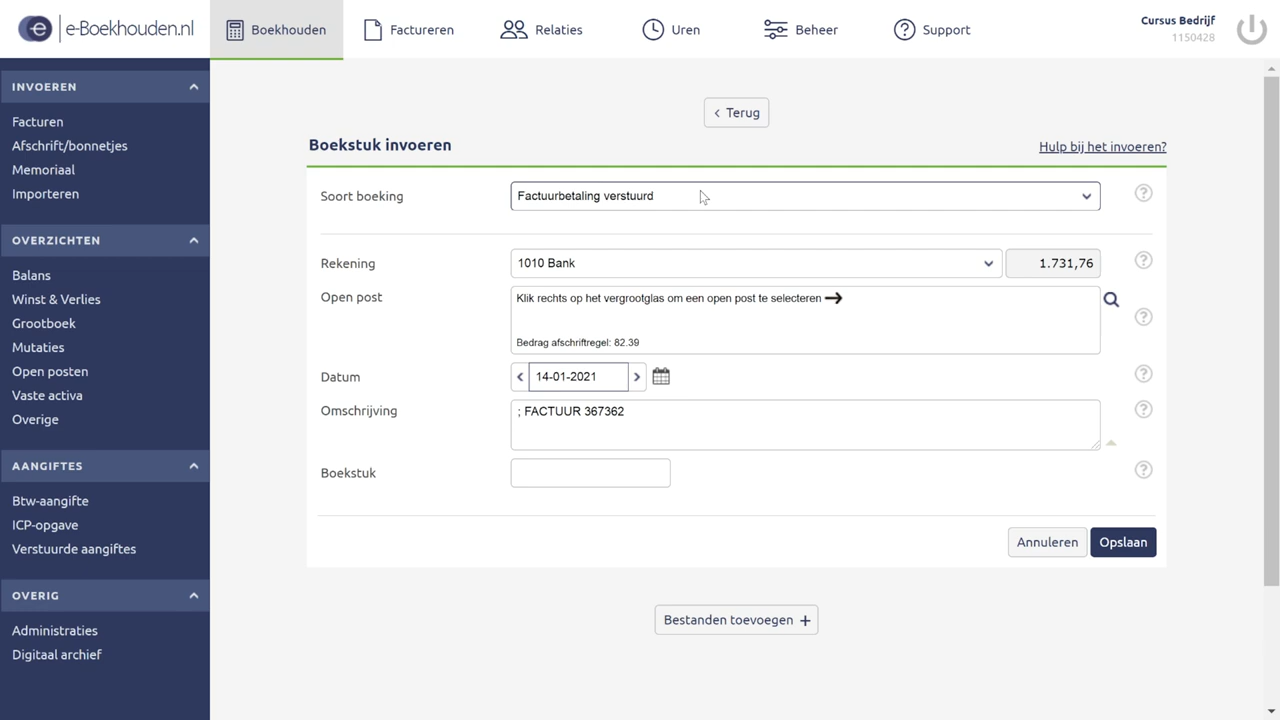 e | e-Boekhouden.nl
Boekhouden
Factureren
Relaties
Uren
Beheer
Support
Cursus Bedrijf
1150428
INVOEREN
Facturen
Afschrift/bonnetjes
Memoriaal
Importeren
OVERZICHTEN
Balans
Winst & Verlies
Grootboek
Mutaties
Open posten
Vaste activa
Overige
AANGIFTES
Btw-aangifte
ICP-opgave
Verstuurde aangiftes
OVERIG
Administraties
Digitaal archief
< Terug
Boekstuk invoeren
Hulp bij het invoeren?
Soort boeking
Factuurbetaling verstuurd
Rekening
1010 Bank
1.731,76
Open post
Klik rechts op het vergrootglas om een open post te selecteren
Bedrag afschriftregel: 82.39
Datum
14-01-2021
Omschrijving
; FACTUUR 367362
Boekstuk
Annuleren
Opslaan
Bestanden toevoegen +